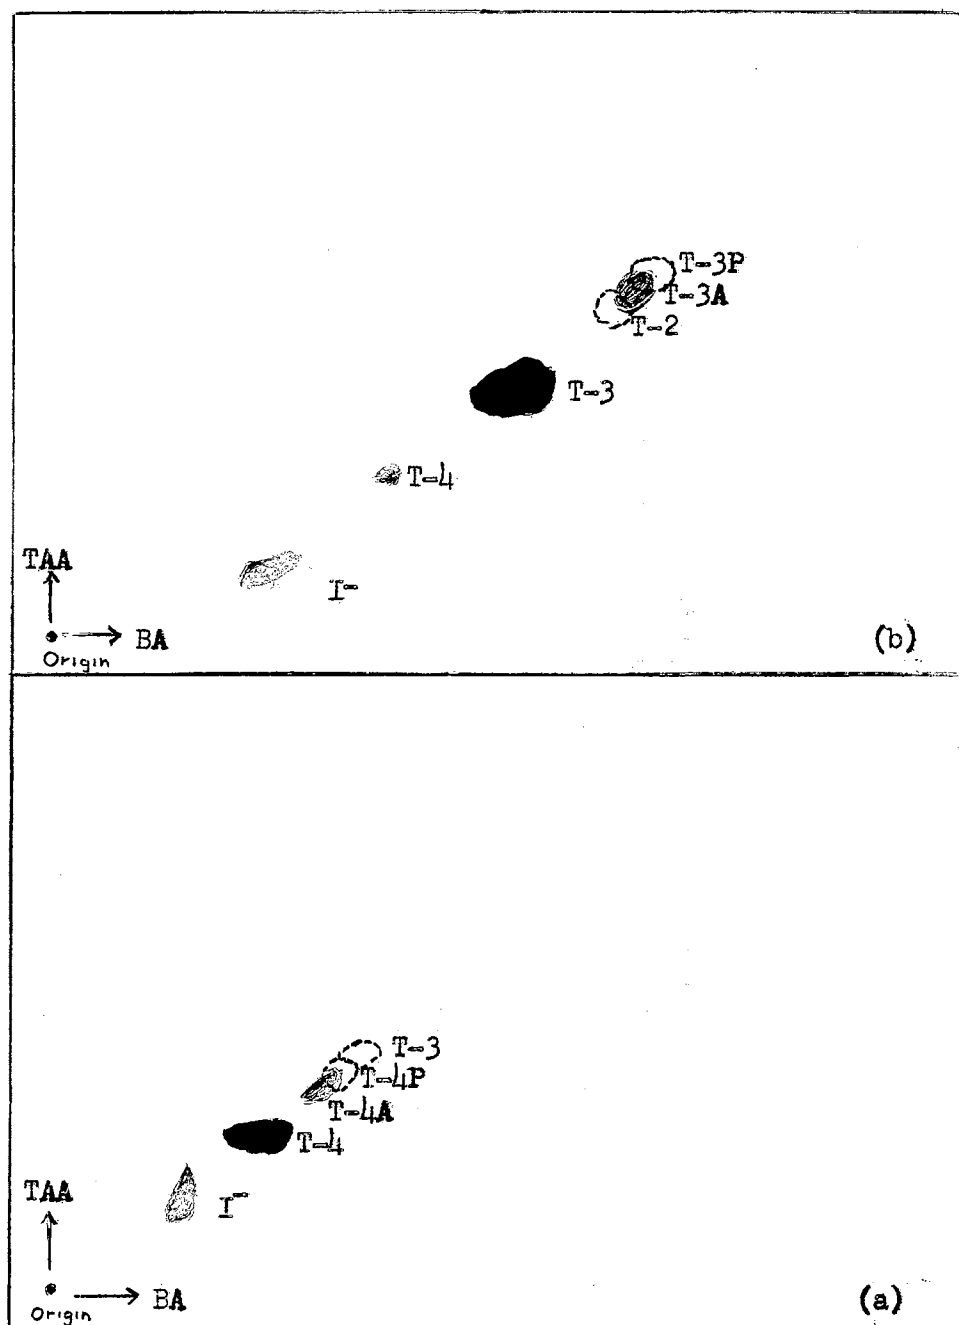 T-3P
T-3A
T-2
T-3
T-4
TAA
I-
BA
(b)
Origin
T-3
T-4P
T-4A
T-4
TAA
I-
BA
(a)
Origin